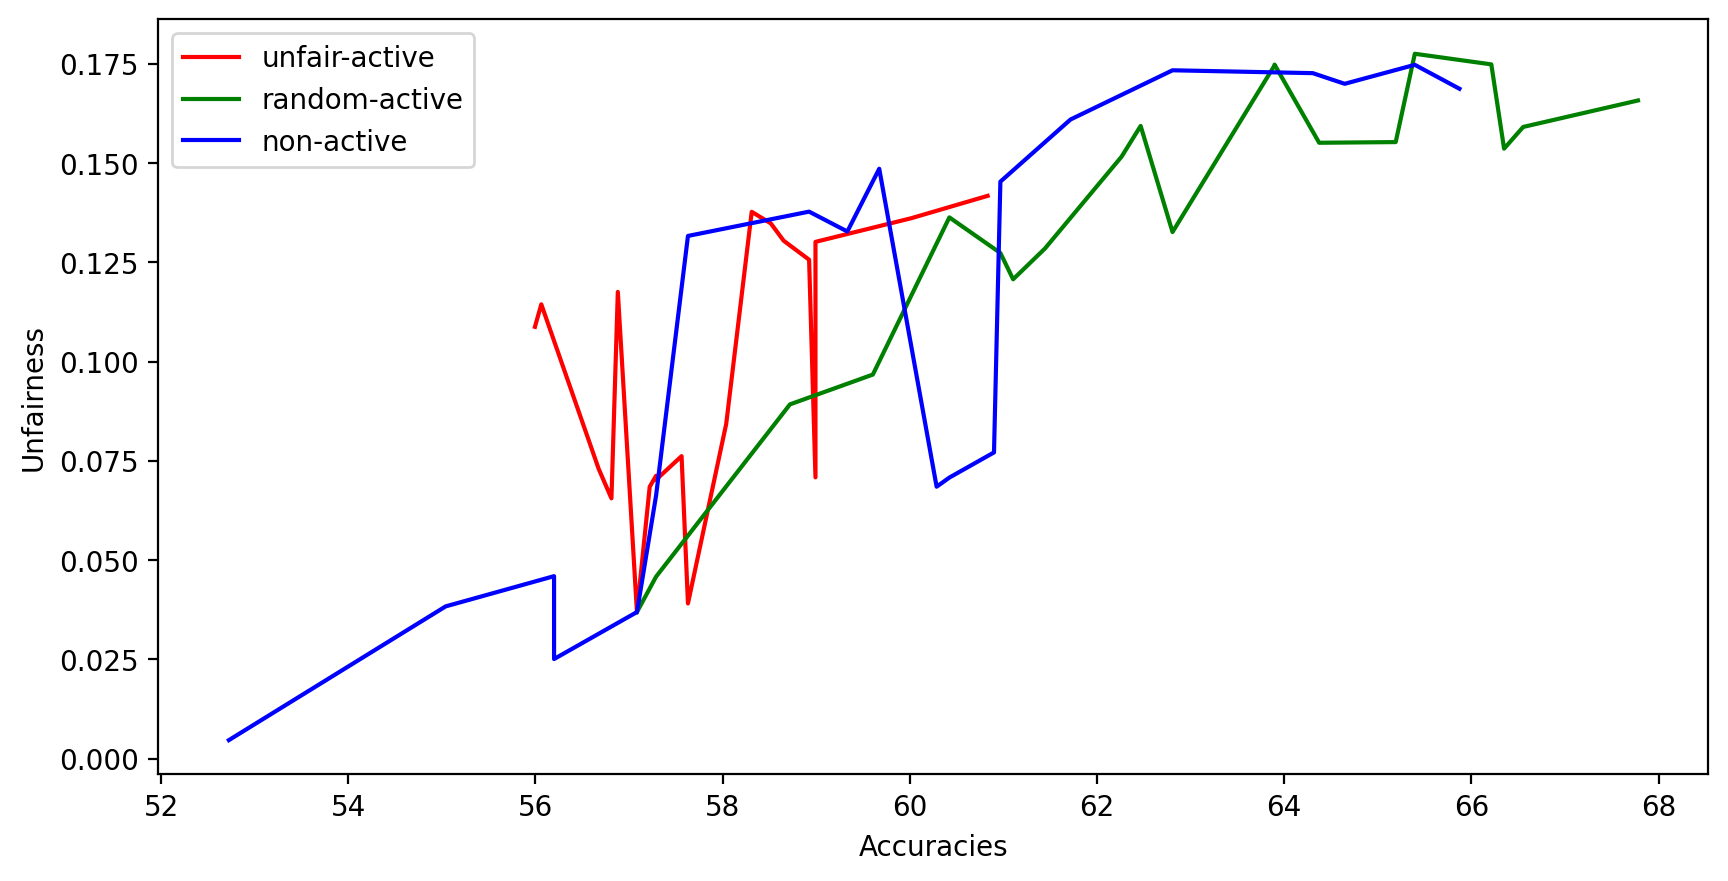 unfair-active
random-active
non-active
0.175
0.150
0.125
0.100
0.075
0.050
0.025
0.000
Unfairness
52 54 56 58 60 62 64 66 68
Accuracies